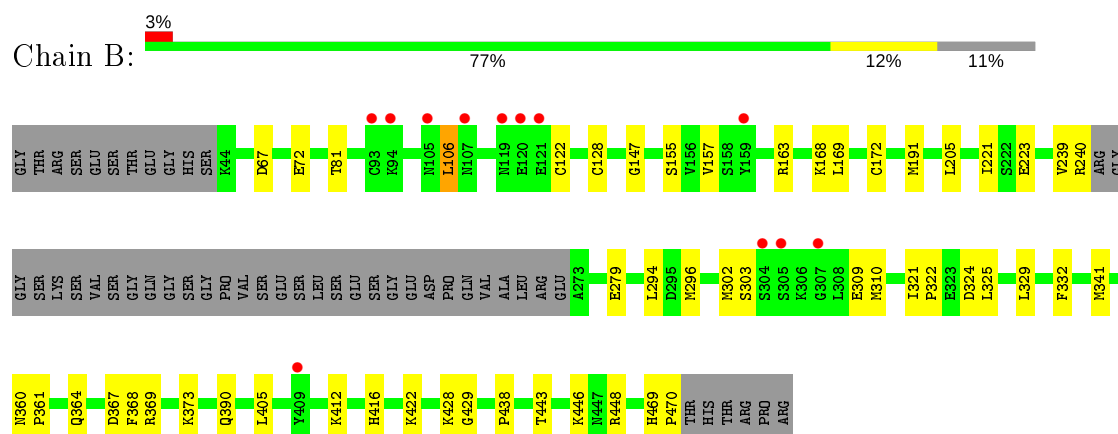 3%
Chain B:
77% 12% 11%
GLY THR ARG SER GLU SER THR GLU GLY HIS SER K44 D67 E72 T81 C93 K94 N105 L106 N107 N119 E120 E121 C122 C128 G147 S155 V156 V157 S158 Y159 R163 K168 L169 C172 M191 L205 I221 S222 E223 V239 R240 ARG GLY
GLY SER LYS SER VAL SER GLY GLN GLY SER GLY PRO VAL SER GLU SER LEU SER GLU SER GLY GLU ASP PRO GLN VAL ALA LEU ARG GLU A273 E279 L294 D295 M296 M302 S303 S304 S305 K306 G307 L308 E309 M310 I321 P322 E323 D324 L325 L329 F332 M341
N360 P361 Q364 D367 F368 R369 K373 Q390 L405 Y409 K412 H416 K422 K428 G429 P438 T443 K446 N447 R448 H469 P470 THR HIS THR ARG PRO ARG